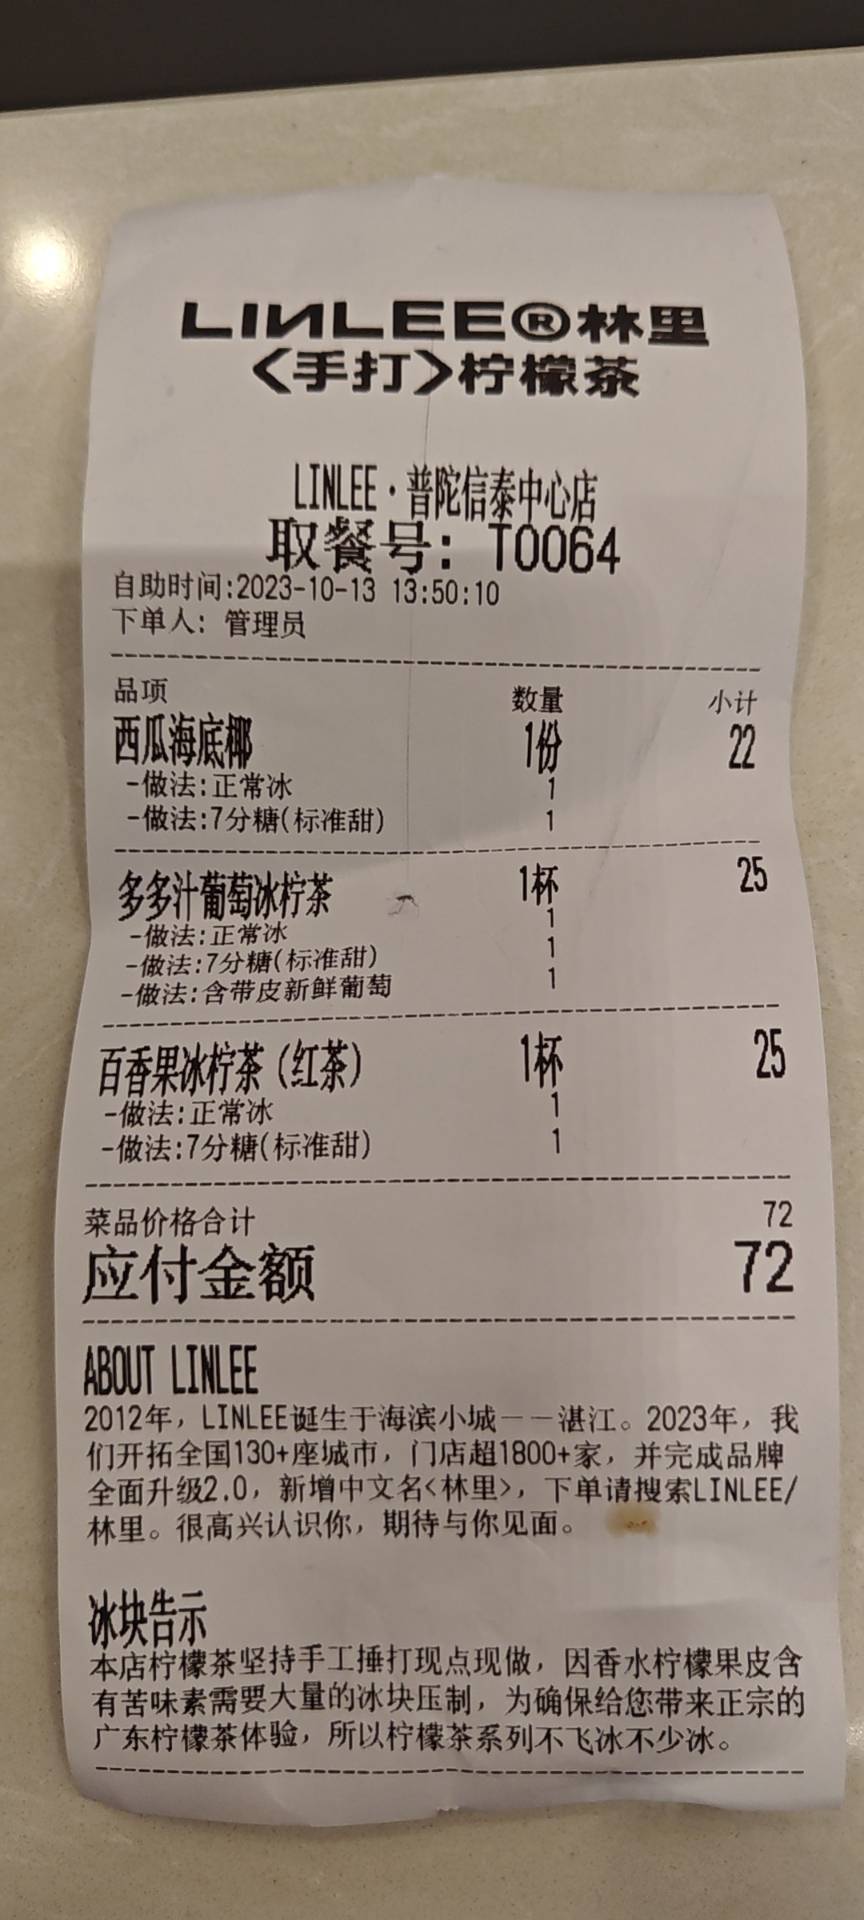 LINLEE®林里
<手打>柠檬茶
LINLEE·普陀信泰中心店
取餐号: T0064
自助时间:2023-10-13 13:50:10
下单人: 管理员
品项 数量 小计
西瓜海底椰 1份 22
-做法:正常冰 1
-做法:7分糖(标准甜) 1
多多汁葡萄冰柠茶 1杯 25
-做法:正常冰 1
-做法:7分糖(标准甜) 1
-做法:含带皮新鲜葡萄 1
百香果冰柠茶(红茶) 1杯 25
-做法:正常冰 1
-做法:7分糖(标准甜) 1
菜品价格合计 72
应付金额 72
ABOUT LINLEE
2012年，LINLEE诞生于海滨小城——湛江。2023年，我
们开拓全国130+座城市，门店超1800+家，并完成品牌
全面升级2.0，新增中文名<林里>，下单请搜索LINLEE/
林里。很高兴认识你，期待与你见面。
冰块告示
本店柠檬茶坚持手工捶打现点现做，因香水柠檬果皮含
有苦味素需要大量的冰块压制，为确保给您带来正宗的
广东柠檬茶体验，所以柠檬茶系列不飞冰不少冰。